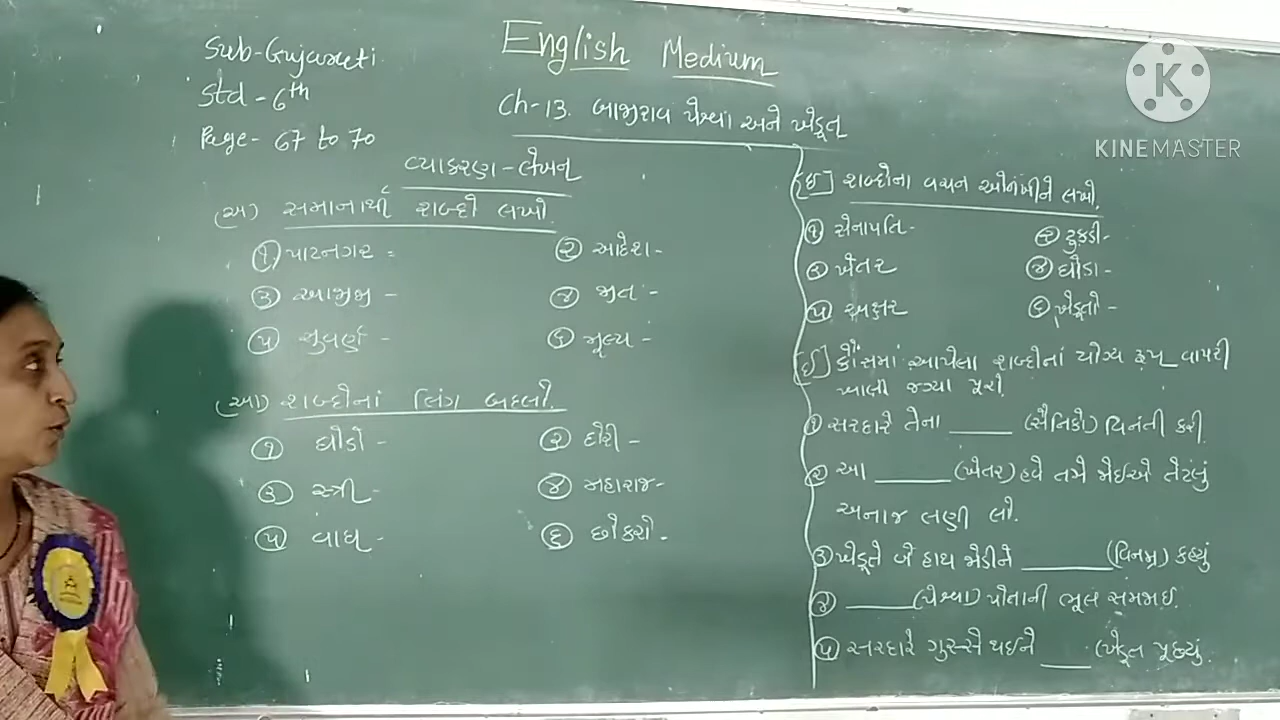 Sub-Gujarati
Std - 6th
Page - 67 to 70
English Medium
Ch-13. બાજીરાવ પેશ્વા અને ખેડૂત
વ્યાકરણ - લેખન
(અ) સમાનાર્થી શબ્દો લખો.
૧ પાટનગર = ૨ આદેશ -
૩ આજીજી - ૪ જીત -
૫ સુવર્ણ - ૬ મૂલ્ય -
(આ) શબ્દોનાં લિંગ બદલો.
૧ ઘોડો - ૨ દોરી -
૩ સ્ત્રી - ૪ મહારાજ -
૫ વાઘ - ૬ છોકરો -
[ઇ] શબ્દોના વચન ઓળખીને લખો.
૧ સેનાપતિ - ૨ ટુકડી -
૩ ખેતર ૪ ઘોડા -
૫ અક્ષર ૬ ખેડૂતો -
[ઈ] કૌંસમાં આપેલા શબ્દોનાં યોગ્ય રૂપ વાપરી
ખાલી જગ્યા પૂરો.
૧ સરદારે તેના ____ (સૈનિકો) વિનંતી કરી.
૨ આ ____ (ખેતર) હવે તમે જોઈએ તેટલું
અનાજ લણી લો.
૩ ખેડૂતે બે હાથ જોડીને ____ (વિનમ્ર) કહ્યું
૪ ____ (પેશ્વા) પોતાની ભૂલ સમજાઈ.
૫ સરદારે ગુસ્સે થઈને ____ (ખેડૂત પૂછ્યું.
K
KINEMASTER